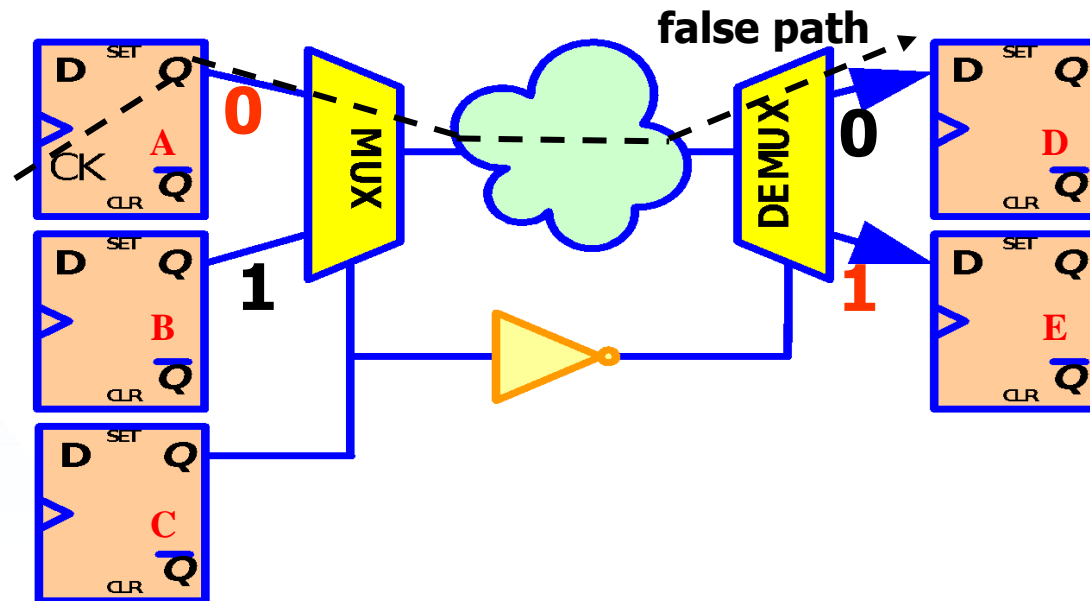 false path
SET
D Q
A
CK
Q
CLR
0
MUX
DEMUX
0
SET
D Q
D
Q
CLR
SET
D Q
B
Q
CLR
1
1
SET
D Q
E
Q
CLR
SET
D Q
C
Q
CLR